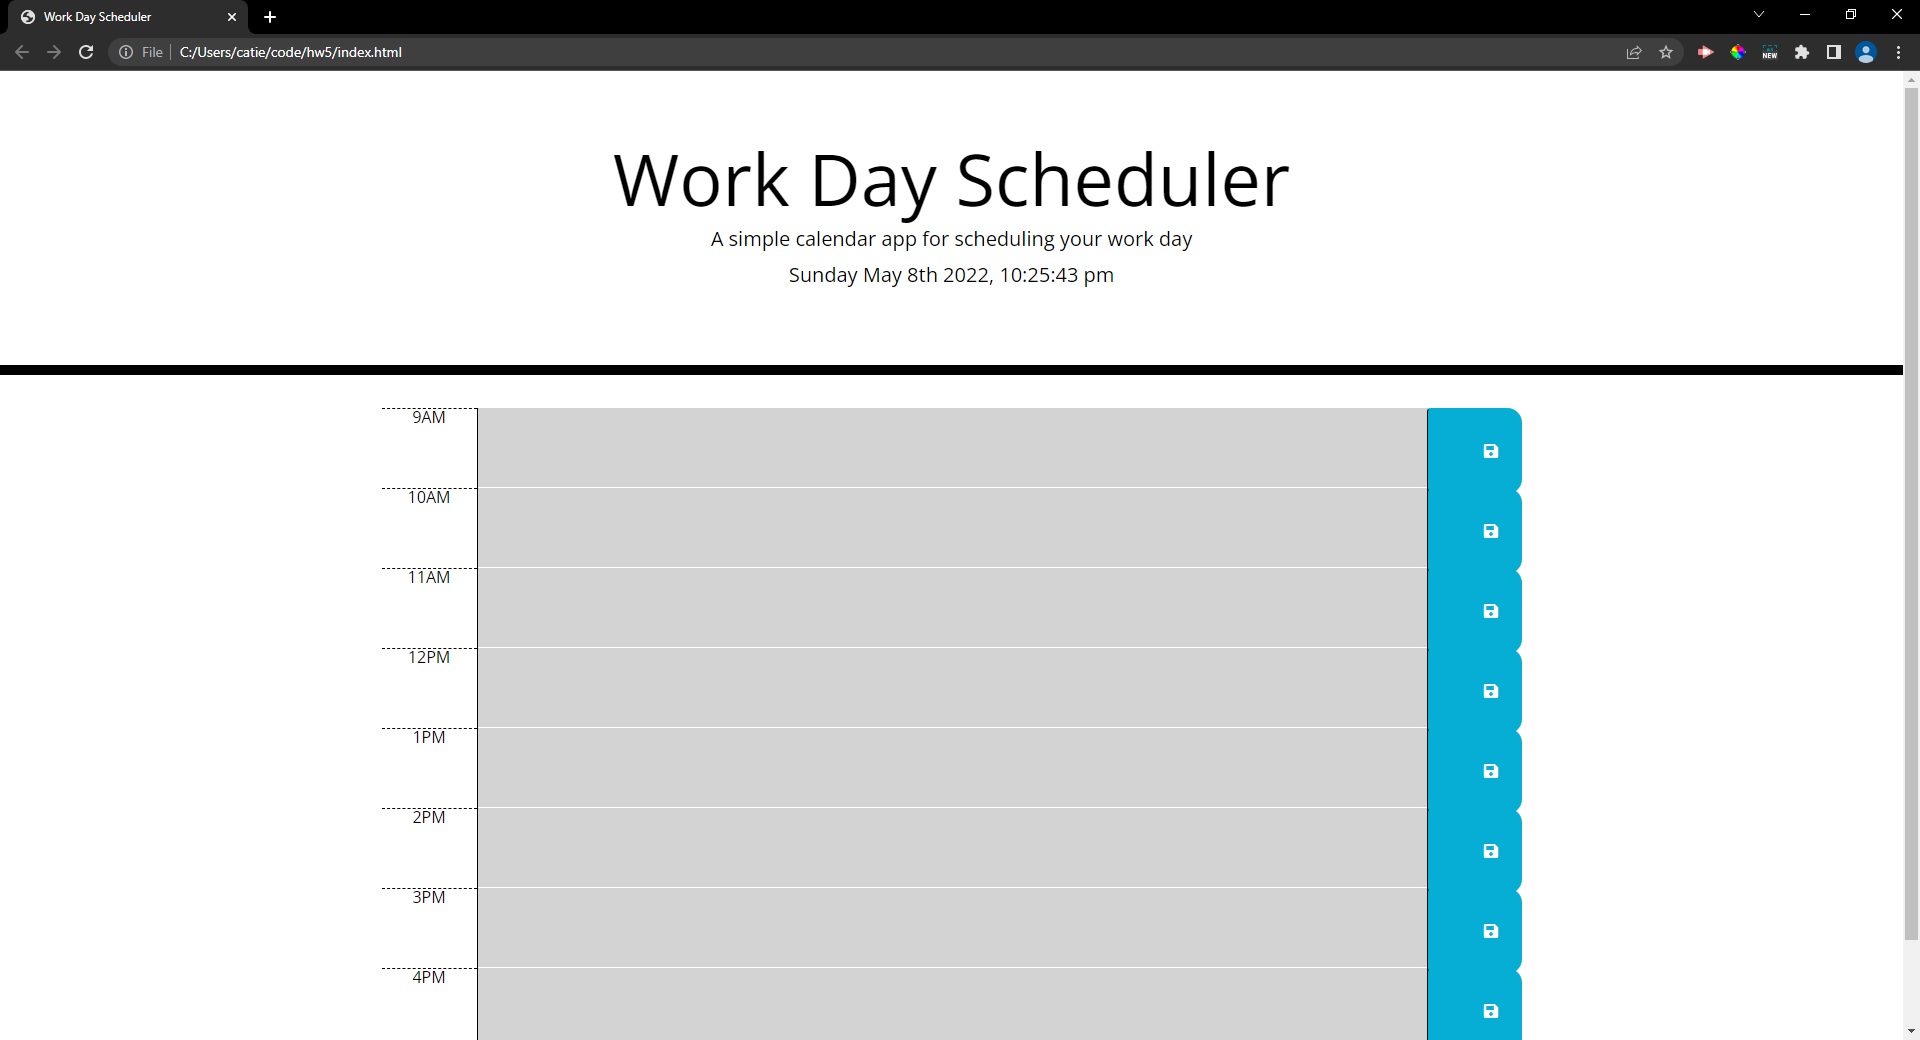 Work Day Scheduler
File C:/Users/catie/code/hw5/index.html
NEW
Work Day Scheduler
A simple calendar app for scheduling your work day
Sunday May 8th 2022, 10:25:43 pm
9AM
10AM
11AM
12PM
1PM
2PM
3PM
4PM